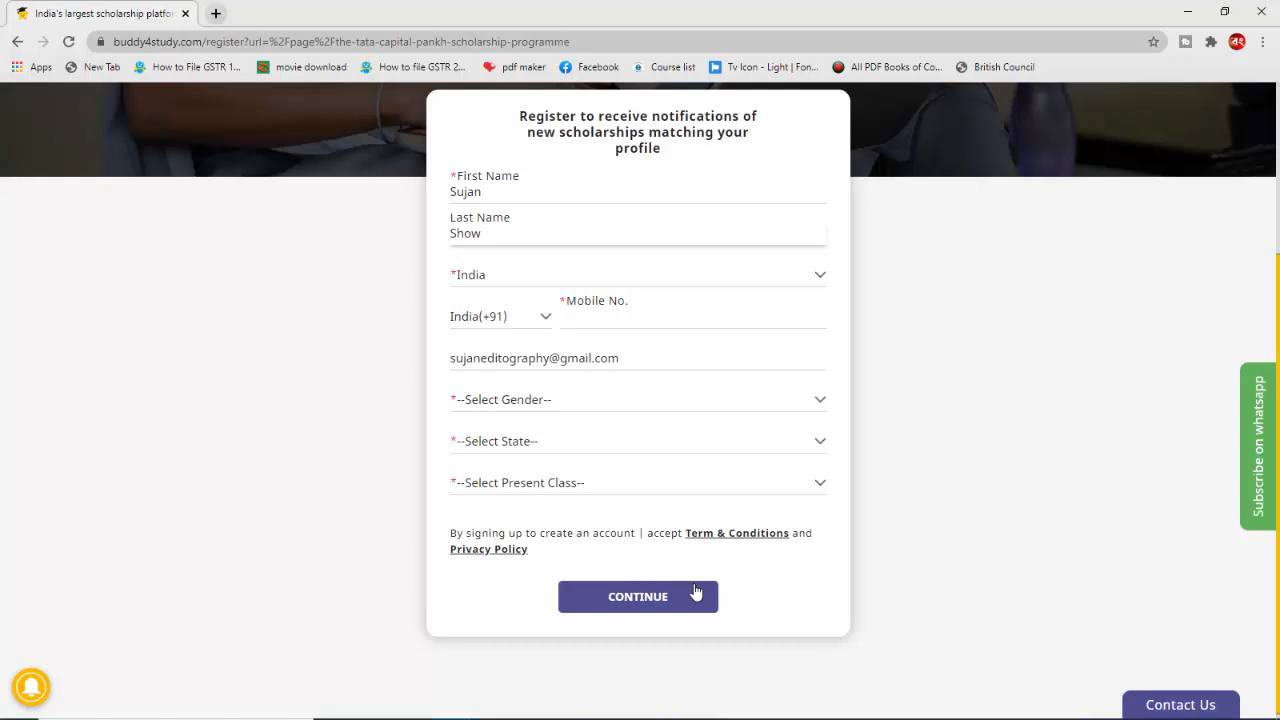 India's largest scholarship platfo
buddy4study.com/register?url=%2Fpage%2Fthe-tata-capital-pankh-scholarship-programme
বাং
Apps New Tab How to File GSTR 1... movie download How to file GSTR 2... pdf maker Facebook Course list Tv Icon - Light | Fon... All PDF Books of Co... British Council
Register to receive notifications of
new scholarships matching your
profile
*First Name
Sujan
Last Name
Show
*India
*Mobile No.
India(+91)
sujaneditography@gmail.com
*--Select Gender--
*--Select State--
*--Select Present Class--
By signing up to create an account | accept Term & Conditions and
Privacy Policy
CONTINUE
Subscribe on whatsapp
Contact Us